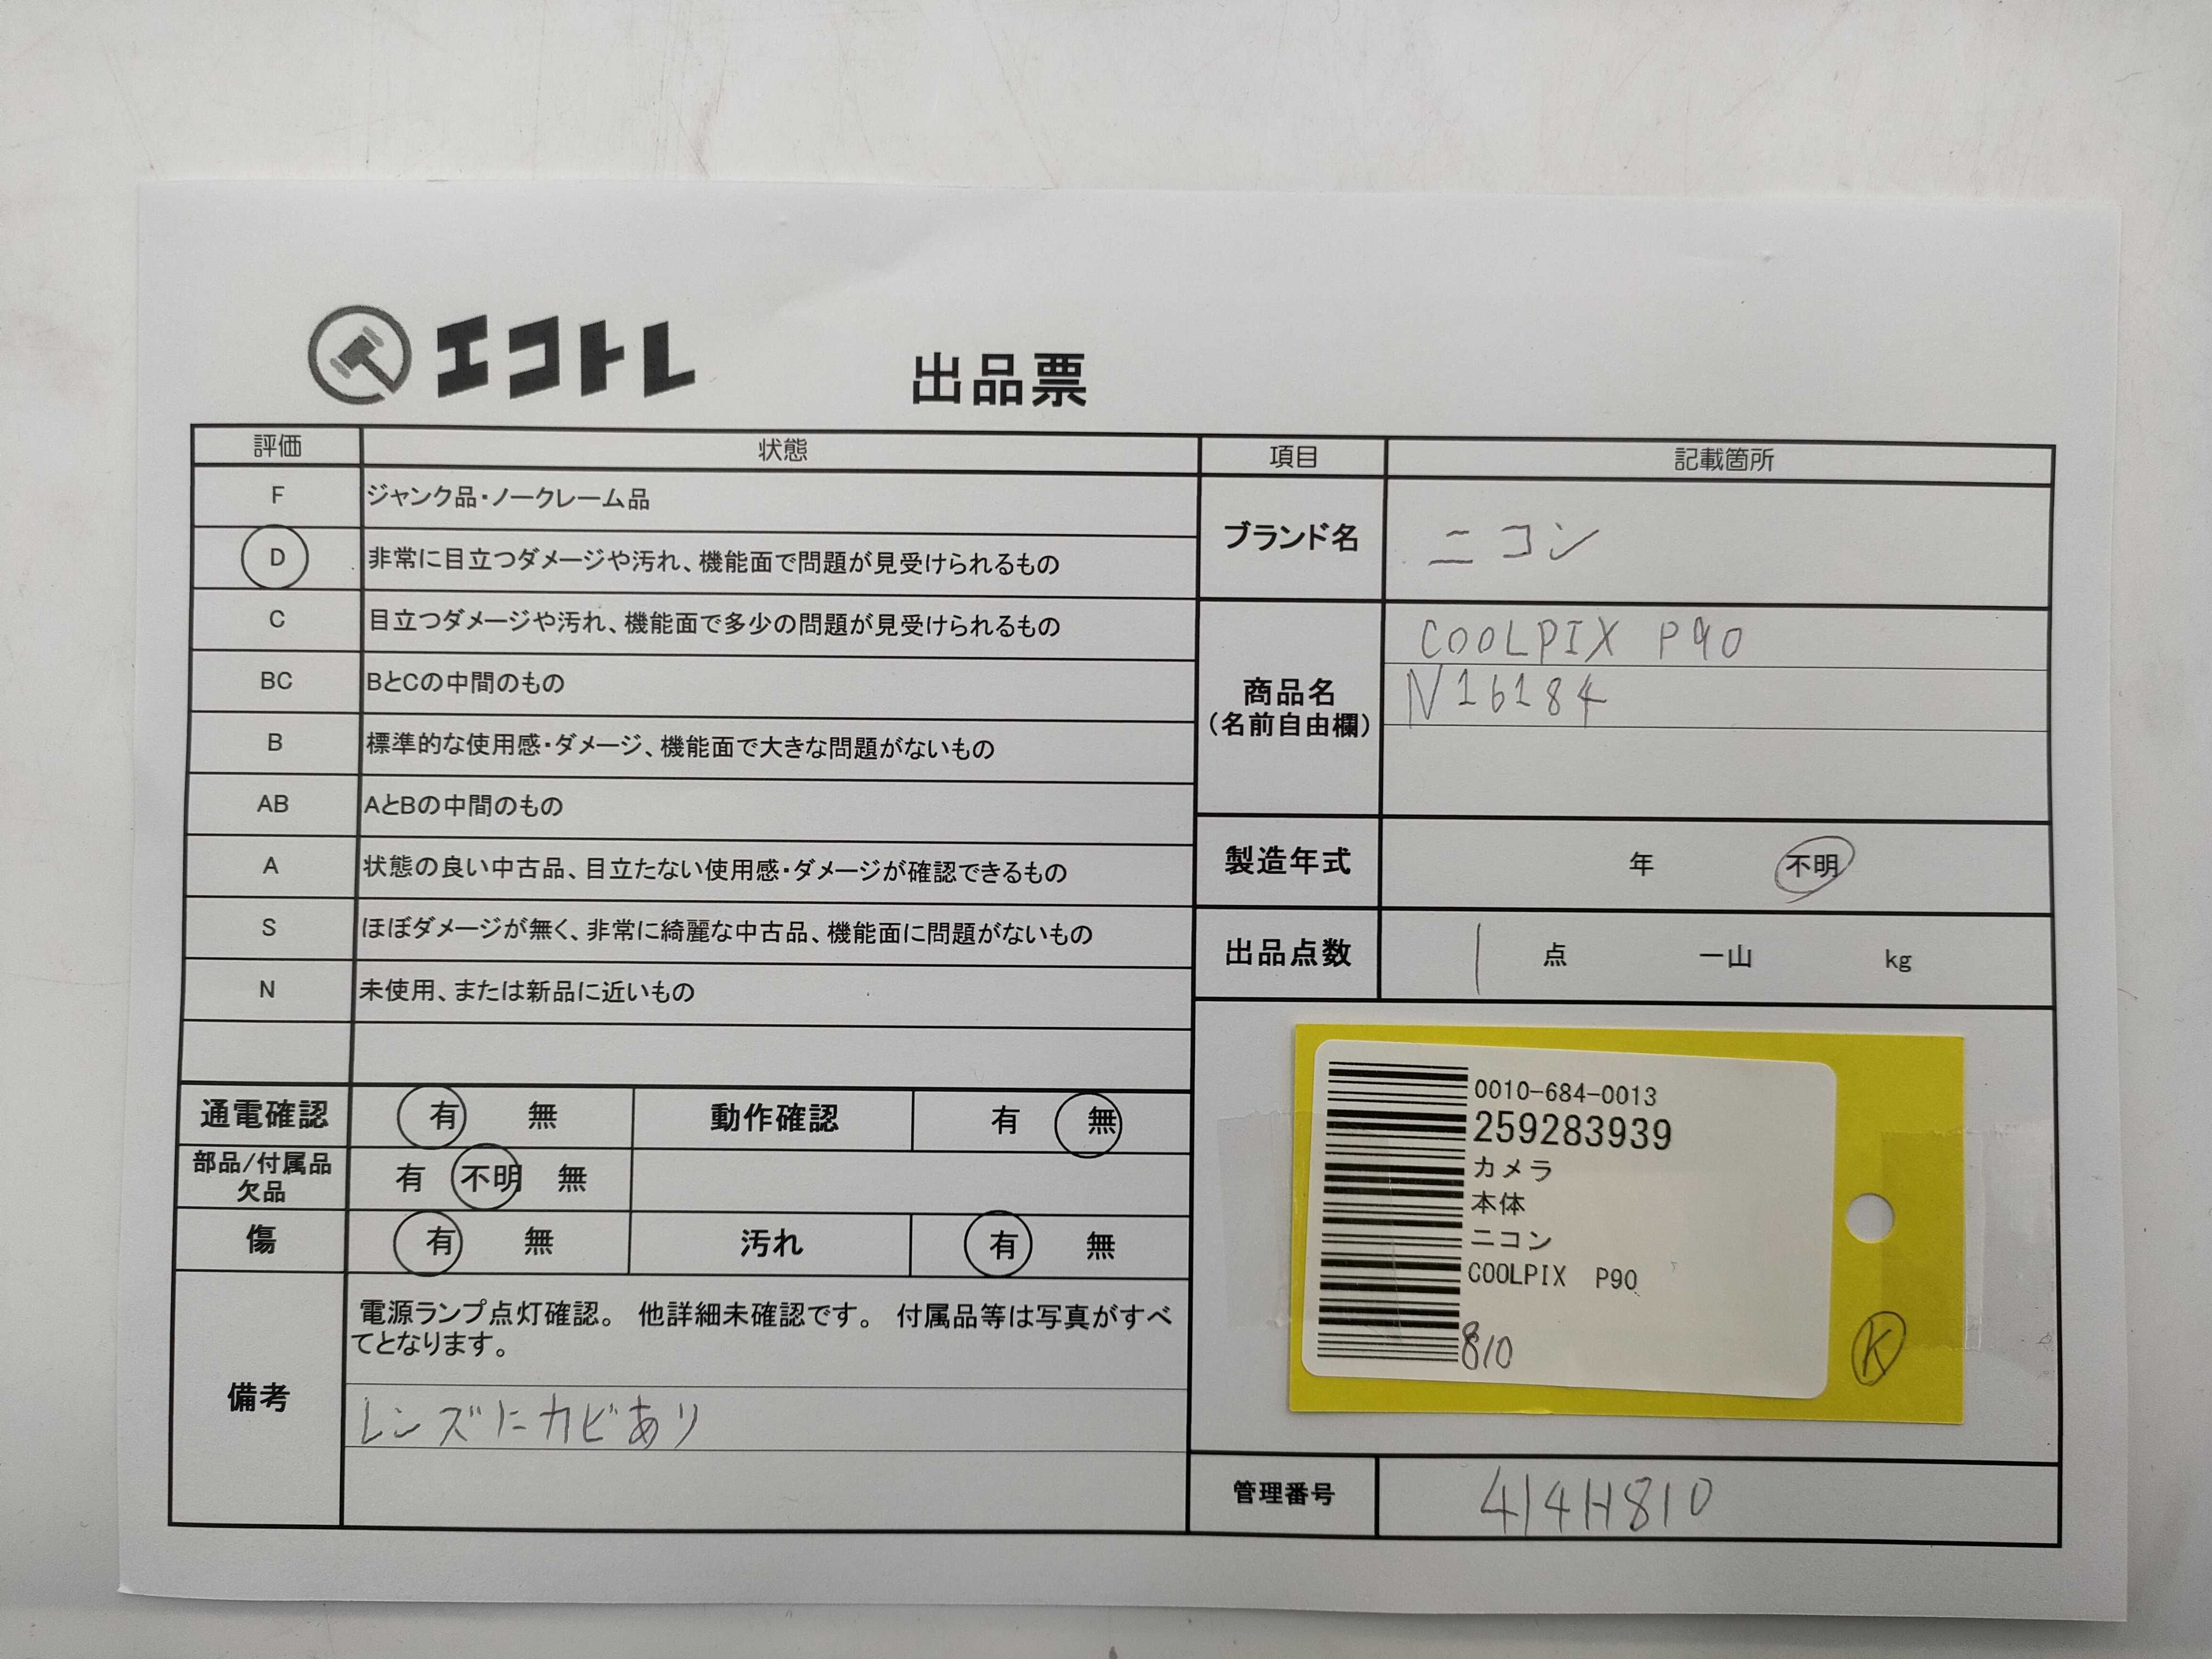 エコトレ
出品票
評価 状態
F ジャンク品・ノークレーム品
D 非常に目立つダメージや汚れ、機能面で問題が見受けられるもの
C 目立つダメージや汚れ、機能面で多少の問題が見受けられるもの
BC BとCの中間のもの
B 標準的な使用感・ダメージ、機能面で大きな問題がないもの
AB AとBの中間のもの
A 状態の良い中古品、目立たない使用感・ダメージが確認できるもの
S ほぼダメージが無く、非常に綺麗な中古品、機能面に問題がないもの
N 未使用、または新品に近いもの
通電確認 有 無 動作確認 有 無
部品/付属品
欠品 有 不明 無
傷 有 無 汚れ 有 無
備考
電源ランプ点灯確認。 他詳細未確認です。 付属品等は写真がすべ
てとなります。
レンズにカビあり
項目 記載箇所
ブランド名 ニコン
商品名
(名前自由欄)
COOLPIX P90
N16184
製造年式 年 不明
出品点数 1 点 一山 kg
0010-684-0013
259283939
カメラ
本体
ニコン
COOLPIX P90
810
K
管理番号 414H810